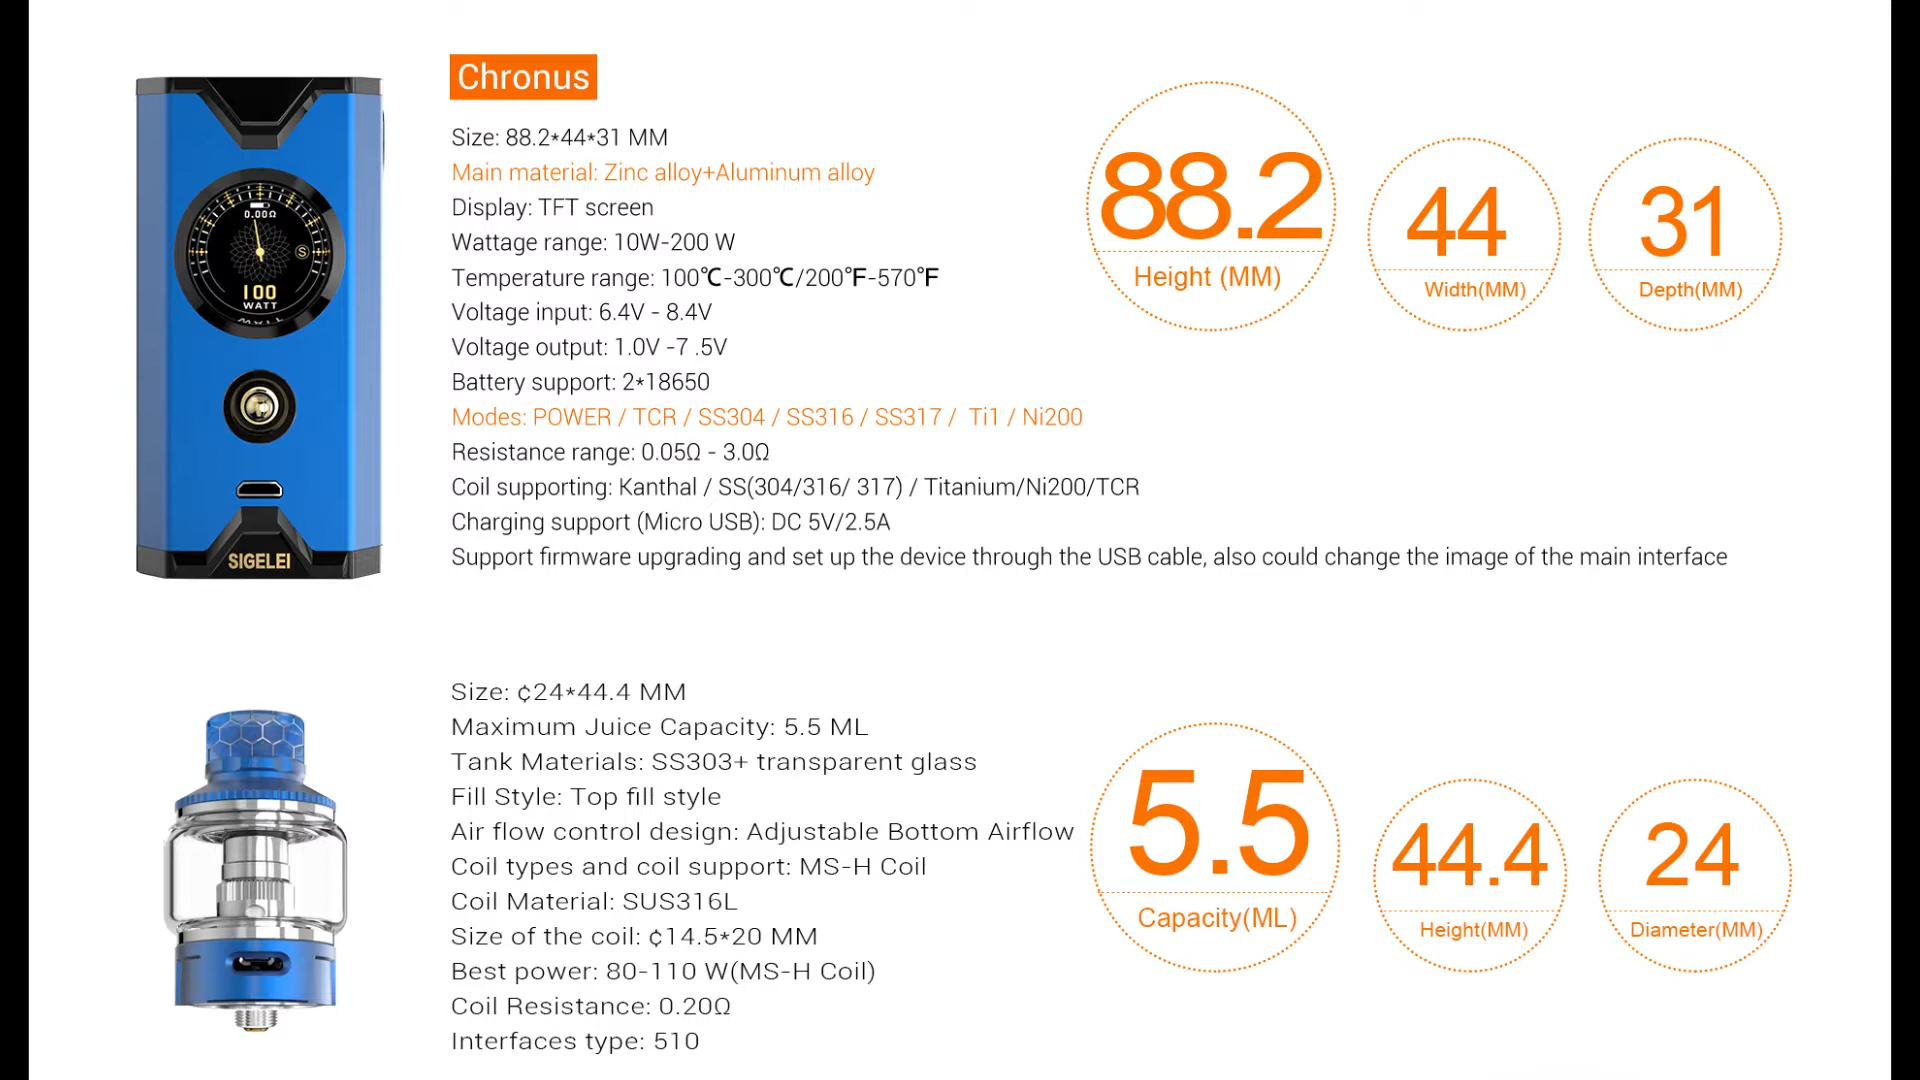 Chronus
Size: 88.2*44*31 MM
Main material: Zinc alloy+Aluminum alloy
Display: TFT screen
Wattage range: 10W-200 W
Temperature range: 100℃-300℃/200℉-570℉
Voltage input: 6.4V - 8.4V
Voltage output: 1.0V -7 .5V
Battery support: 2*18650
Modes: POWER / TCR / SS304 / SS316 / SS317 /  Ti1 / Ni200
Resistance range: 0.05Ω - 3.0Ω
Coil supporting: Kanthal / SS(304/316/ 317) / Titanium/Ni200/TCR
Charging support (Micro USB): DC 5V/2.5A
Support firmware upgrading and set up the device through the USB cable, also could change the image of the main interface
88.2
Height (MM)
44
Width(MM)
31
Depth(MM)
0.00Ω
S
100
WATT
SIGELEI
Size: ¢24*44.4 MM
Maximum Juice Capacity: 5.5 ML
Tank Materials: SS303+ transparent glass
Fill Style: Top fill style
Air flow control design: Adjustable Bottom Airflow
Coil types and coil support: MS-H Coil
Coil Material: SUS316L
Size of the coil: ¢14.5*20 MM
Best power: 80-110 W(MS-H Coil)
Coil Resistance: 0.20Ω
Interfaces type: 510
5.5
Capacity(ML)
44.4
Height(MM)
24
Diameter(MM)